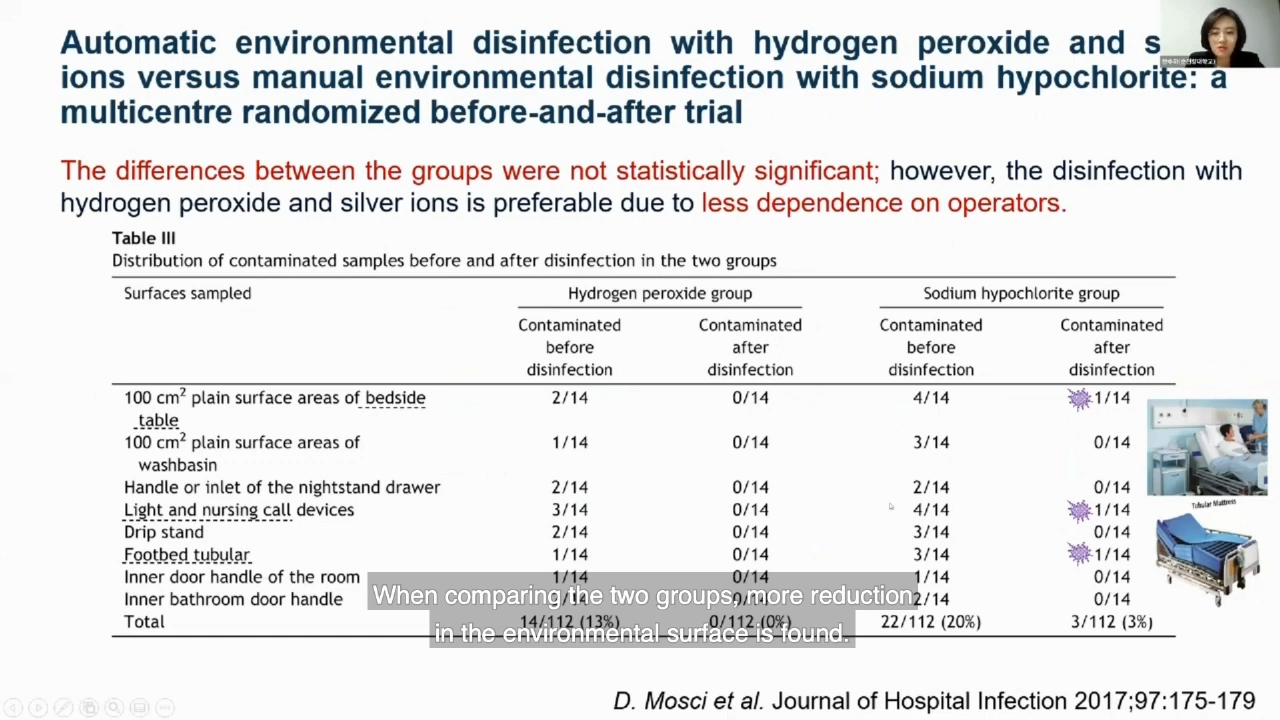 Automatic environmental disinfection with hydrogen peroxide and s
ions versus manual environmental disinfection with sodium hypochlorite: a
multicentre randomized before-and-after trial
The differences between the groups were not statistically significant; however, the disinfection with
hydrogen peroxide and silver ions is preferable due to less dependence on operators.
Table III
Distribution of contaminated samples before and after disinfection in the two groups
Surfaces sampled Hydrogen peroxide group Sodium hypochlorite group
Contaminated Contaminated Contaminated Contaminated
before after before after
disinfection disinfection disinfection disinfection
100 cm² plain surface areas of bedside 2/14 0/14 4/14 1/14
table
100 cm² plain surface areas of 1/14 0/14 3/14 0/14
washbasin
Handle or inlet of the nightstand drawer 2/14 0/14 2/14 0/14
Light and nursing call devices 3/14 0/14 4/14 1/14
Drip stand 2/14 0/14 3/14 0/14
Footbed tubular 1/14 0/14 3/14 1/14
Inner door handle of the room 1/14 0/14 1/14 0/14
Inner bathroom door handle 2/14 0/14
Total 14/112 (13%) 0/112 (0%) 22/112 (20%) 3/112 (3%)
Tubular Mattress
When comparing the two groups, more reduction
in the environmental surface is found.
D. Mosci et al. Journal of Hospital Infection 2017;97:175-179